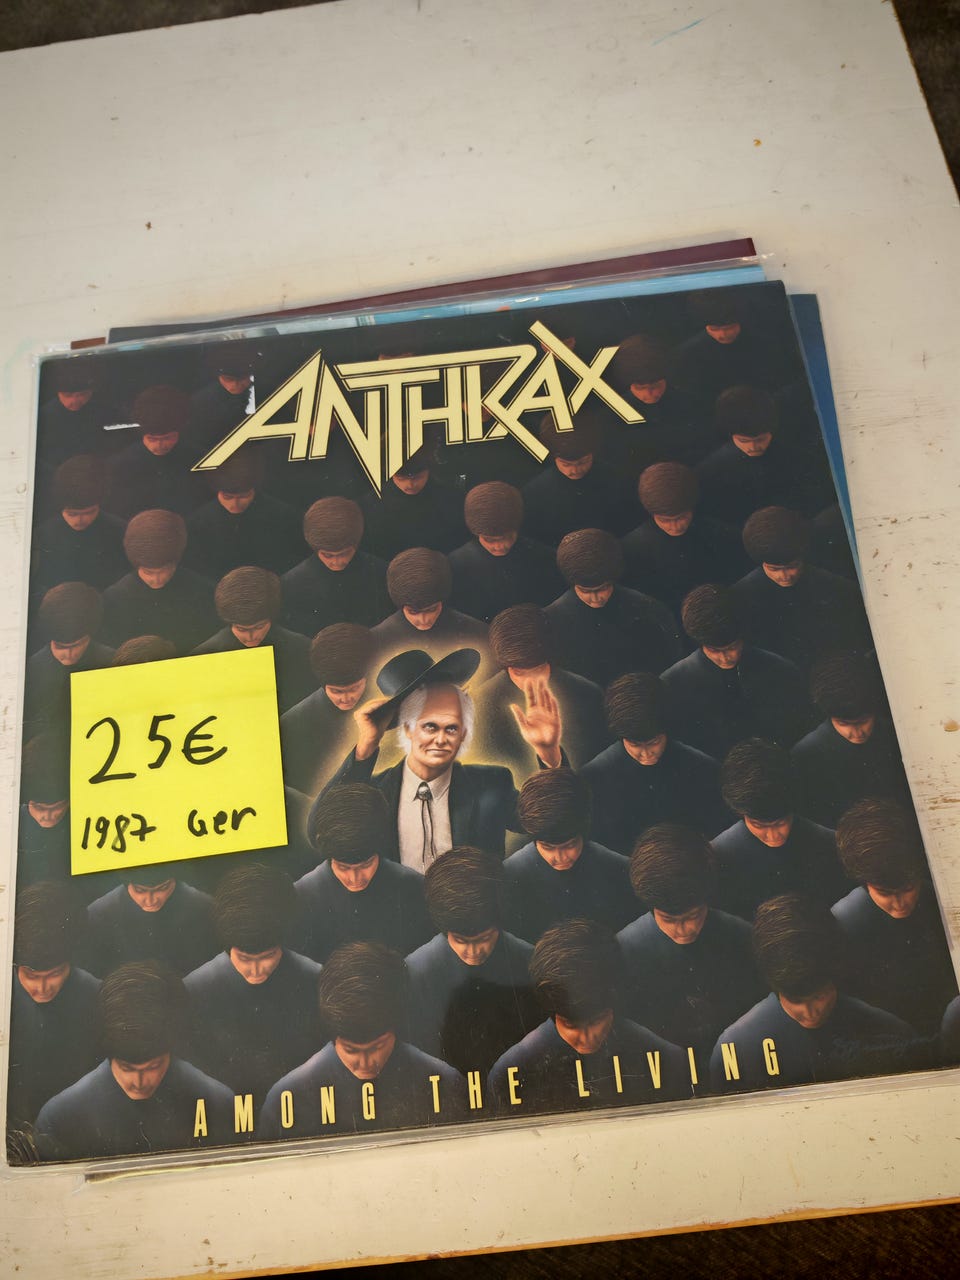 ANTHRAX
25€
1987 Ger
AMONG THE LIVING